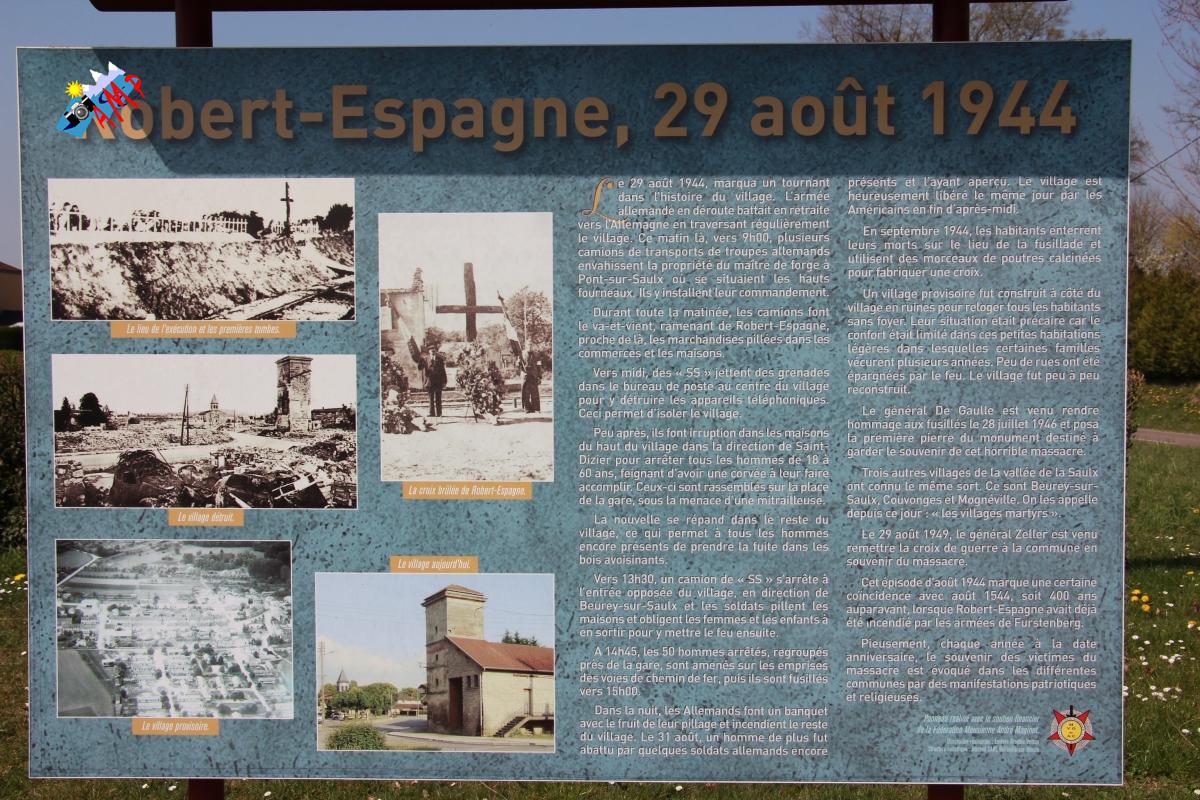 Robert-Espagne, 29 août 1944
Le lieu de l'exécution et les premières tombes.
Le village détruit.
Le village provisoire.
La croix brûlée de Robert-Espagne.
Le village aujourd'hui.
Le 29 août 1944, marqua un tournant
dans l'histoire du village. L'armée
allemande en déroute battait en retraite
vers l'Allemagne en traversant régulièrement
le village. Ce matin là, vers 9h00, plusieurs
camions de transports de troupes allemands
envahissent la propriété du maître de forge à
Pont-sur-Saulx où se situaient les hauts
fourneaux. Ils y installent leur commandement.
Durant toute la matinée, les camions font
le va-et-vient, ramenant de Robert-Espagne,
proche de là, les marchandises pillées dans les
commerces et les maisons.
Vers midi, des « SS » jettent des grenades
dans le bureau de poste au centre du village
pour y détruire les appareils téléphoniques.
Ceci permet d'isoler le village.
Peu après, ils font irruption dans les maisons
du haut du village dans la direction de Saint-
Dizier pour arrêter tous les hommes de 18 à
60 ans, feignant d'avoir une corvée à leur faire
accomplir. Ceux-ci sont rassemblés sur la place
de la gare, sous la menace d'une mitrailleuse.
La nouvelle se répand dans le reste du
village, ce qui permet à tous les hommes
encore présents de prendre la fuite dans les
bois avoisinants.
Vers 13h30, un camion de « SS » s'arrête à
l'entrée opposée du village, en direction de
Beurey-sur-Saulx et les soldats pillent les
maisons et obligent les femmes et les enfants à
en sortir pour y mettre le feu ensuite.
A 14h45, les 50 hommes arrêtés, regroupés
près de la gare, sont amenés sur les emprises
des voies de chemin de fer, puis ils sont fusillés
vers 15h00.
Dans la nuit, les Allemands font un banquet
avec le fruit de leur pillage et incendient le reste
du village. Le 31 août, un homme de plus fut
abattu par quelques soldats allemands encore
présents et l'ayant aperçu. Le village est
heureusement libéré le même jour par les
Américains en fin d'après-midi.
En septembre 1944, les habitants enterrent
leurs morts sur le lieu de la fusillade et
utilisent des morceaux de poutres calcinées
pour fabriquer une croix.
Un village provisoire fut construit à côté du
village en ruines pour reloger tous les habitants
sans foyer. Leur situation était précaire car le
confort était limité dans ces petites habitations
légères dans lesquelles certaines familles
vécurent plusieurs années. Peu de rues ont été
épargnées par le feu. Le village fut peu à peu
reconstruit.
Le général De Gaulle est venu rendre
hommage aux fusillés le 28 juillet 1946 et posa
la première pierre du monument destiné à
garder le souvenir de cet horrible massacre.
Trois autres villages de la vallée de la Saulx
ont connu le même sort. Ce sont Beurey-sur-
Saulx, Couvonges et Mognéville. On les appelle
depuis ce jour : « les villages martyrs ».
Le 29 août 1949, le général Zeller est venu
remettre la croix de guerre à la commune en
souvenir du massacre.
Cet épisode d'août 1944 marque une certaine
coïncidence avec août 1544, soit 400 ans
auparavant, lorsque Robert-Espagne avait déjà
été incendié par les armées de Furstenberg.
Pieusement, chaque année à la date
anniversaire, le souvenir des victimes du
massacre est évoqué dans les différentes
communes par des manifestations patriotiques
et religieuses.
Panneau réalisé avec le soutien financier
de la Fédération Meusienne André Maginot.